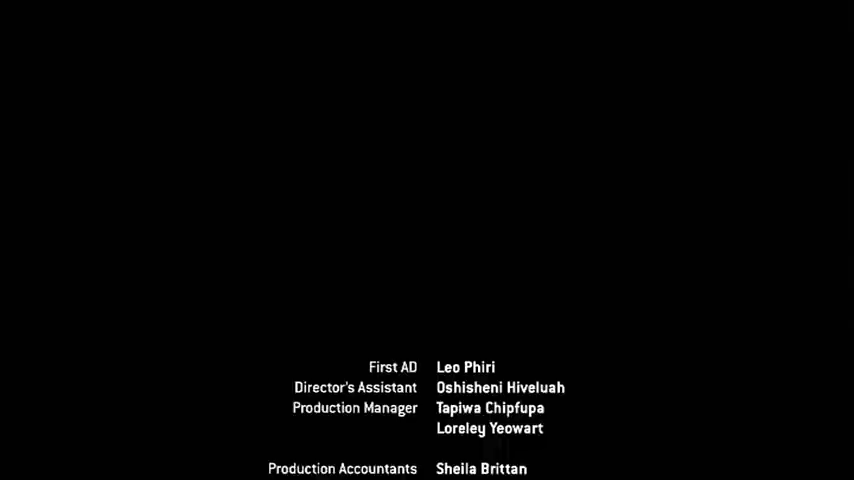 First AD Leo Phiri
Director's Assistant Oshisheni Hiveluah
Production Manager Tapiwa Chipfupa
Loreley Yeowart
Production Accountants Sheila Brittan